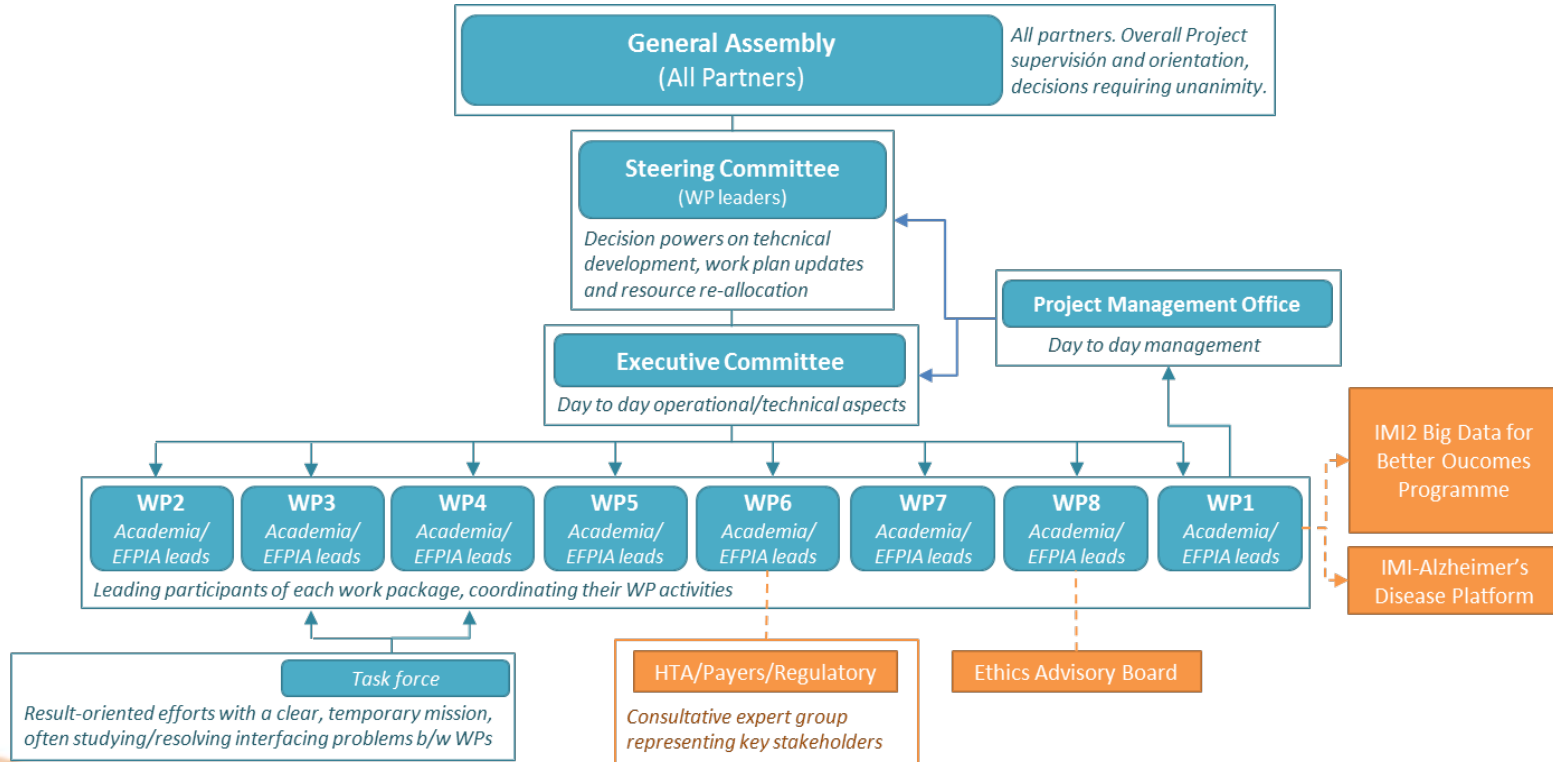 General Assembly
(All Partners)
All partners. Overall Project
supervisión and orientation,
decisions requiring unanimity.
Steering Committee
(WP leaders)
Decision powers on tehcnical
development, work plan updates
and resource re-allocation
Project Management Office
Day to day management
Executive Committee
Day to day operational/technical aspects
IMI2 Big Data for
Better Oucomes
Programme
WP2
Academia/
EFPIA leads
WP3
Academia/
EFPIA leads
WP4
Academia/
EFPIA leads
WP5
Academia/
EFPIA leads
WP6
Academia/
EFPIA leads
WP7
Academia/
EFPIA leads
WP8
Academia/
EFPIA leads
WP1
Academia/
EFPIA leads
Leading participants of each work package, coordinating their WP activities
IMI-Alzheimer's
Disease Platform
Task force
Result-oriented efforts with a clear, temporary mission,
often studying/resolving interfacing problems b/w WPs
HTA/Payers/Regulatory
Consultative expert group
representing key stakeholders
Ethics Advisory Board